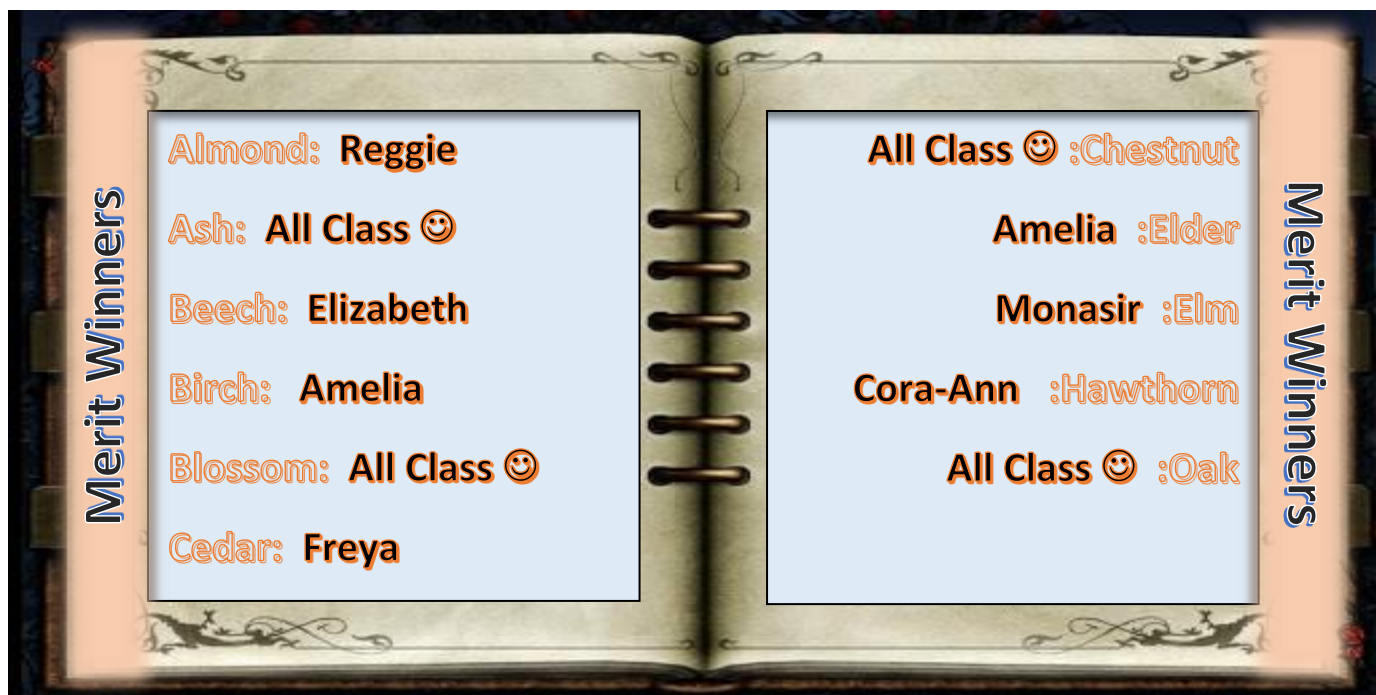 Merit Winners
Almond: Reggie
Ash: All Class ☺
Beech: Elizabeth
Birch: Amelia
Blossom: All Class ☺
Cedar: Freya
All Class ☺ :Chestnut
Amelia :Elder
Monasir :Elm
Cora-Ann :Hawthorn
All Class ☺ :Oak
Merit Winners